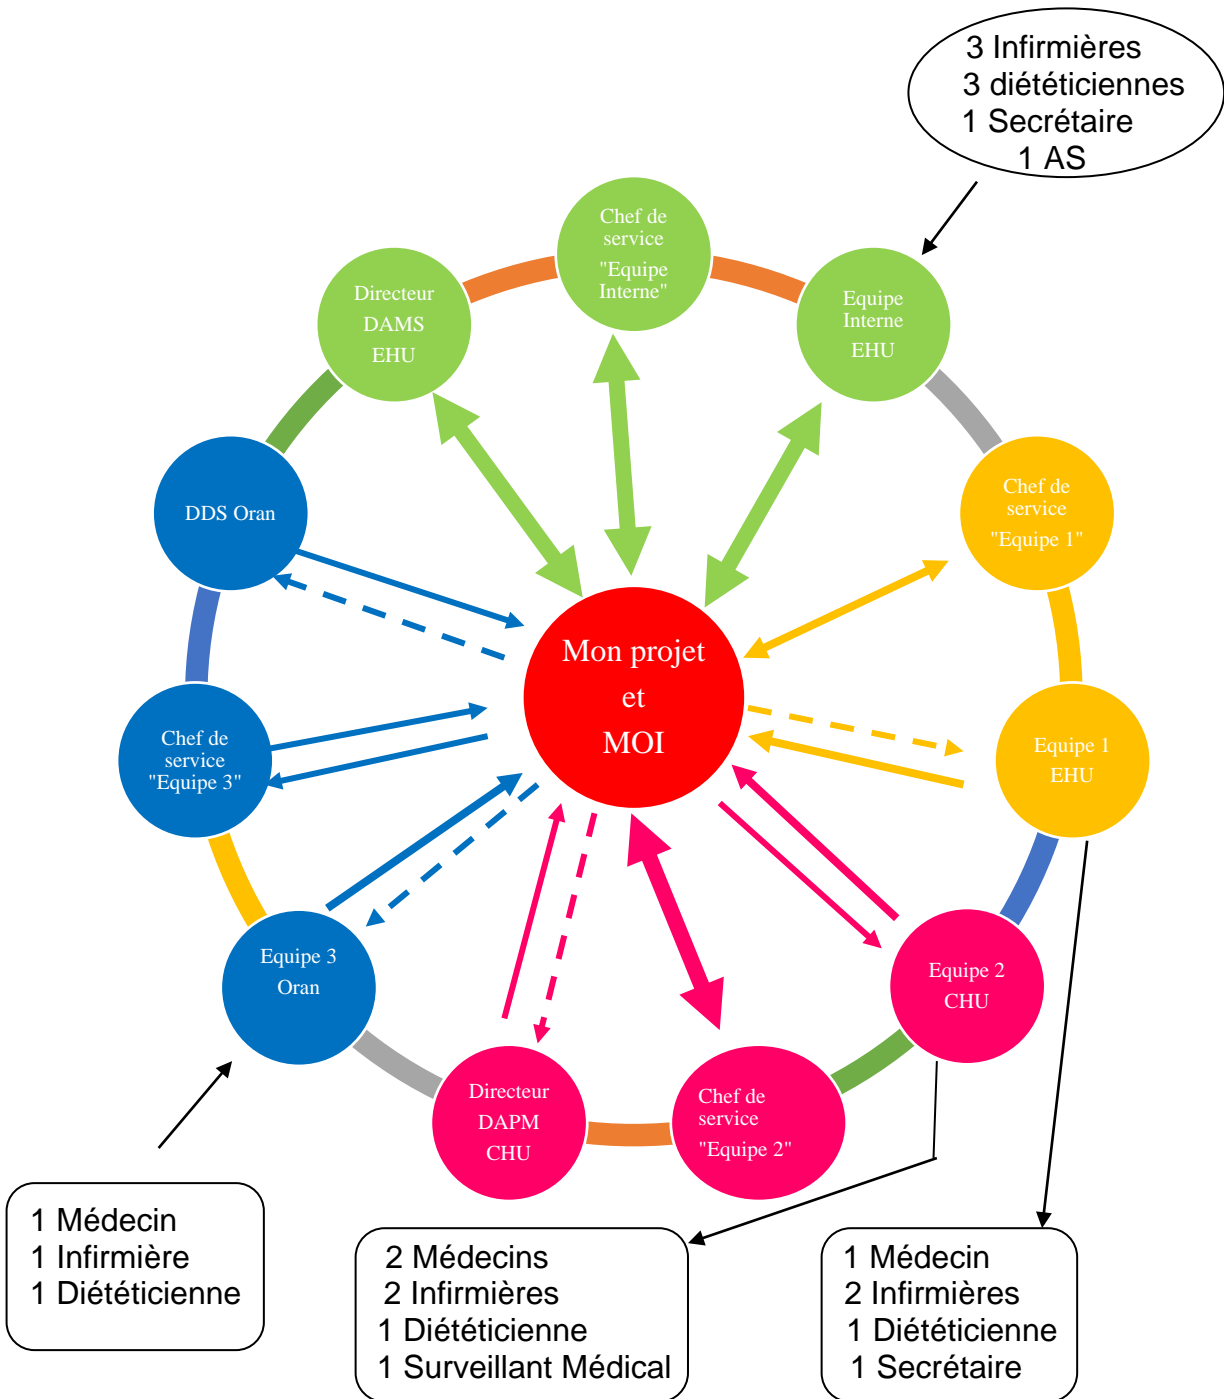 3 Infirmières
3 diététiciennes
1 Secrétaire
1 AS
Chef de
service
"Equipe
Interne"
Directeur
DAMS
EHU
Equipe
Interne
EHU
DDS Oran
Chef de
service
"Equipe 1"
Mon projet
et
MOI
Chef de
service
"Equipe 3"
Equipe 1
EHU
Equipe 3
Oran
Equipe 2
CHU
Directeur
DAPM
CHU
Chef de
service
"Equipe 2"
1 Médecin
1 Infirmière
1 Diététicienne
2 Médecins
2 Infirmières
1 Diététicienne
1 Surveillant Médical
1 Médecin
2 Infirmières
1 Diététicienne
1 Secrétaire